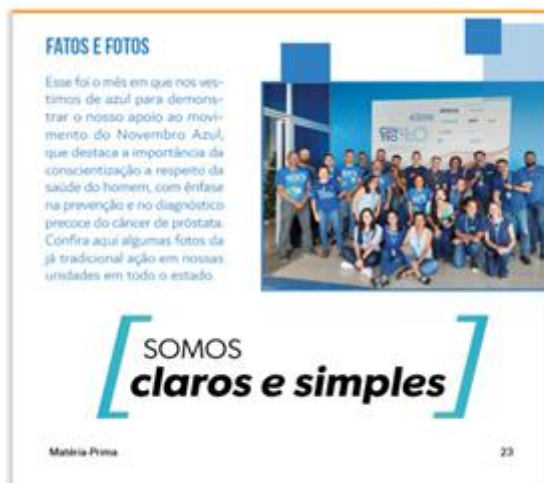 FATOS E FOTOS
Esse foi o mês em que nos ves-
timos de azul para demons-
trar o nosso apoio ao movi-
mento do Novembro Azul,
que destaca a importância da
conscientização a respeito da
saúde do homem, com ênfase
na prevenção e no diagnóstico
precoce do câncer de próstata.
Confira aqui algumas fotos da
já tradicional ação em nossas
unidades em todo o estado.
SOMOS
claros e simples
Matéria-Prima
23